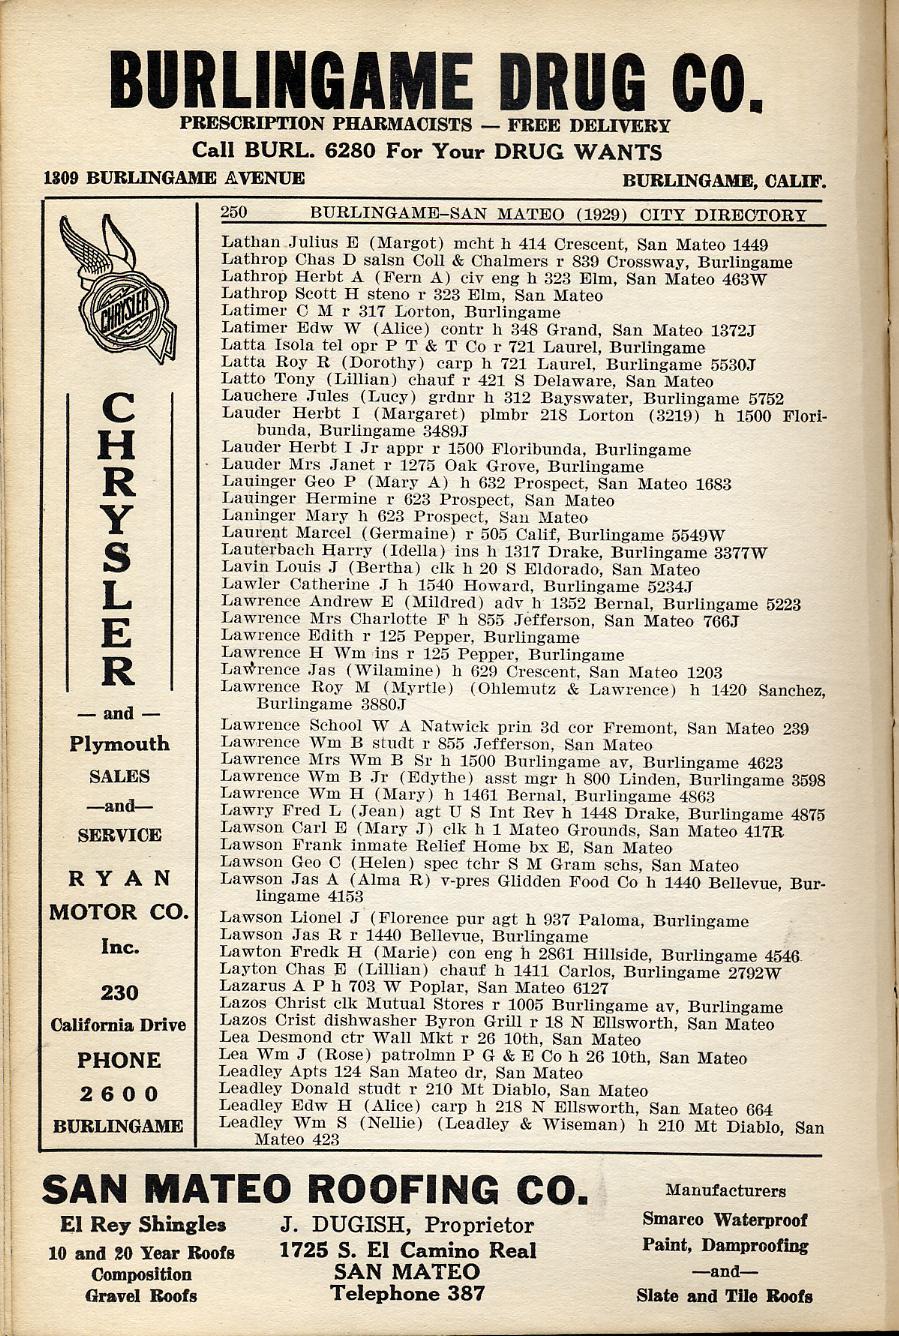 BURLINGAME DRUG CO.
PRESCRIPTION PHARMACISTS — FREE DELIVERY
Call BURL. 6280 For Your DRUG WANTS
1309 BURLINGAME AVENUE BURLINGAME, CALIF.
250 BURLINGAME–SAN MATEO (1929) CITY DIRECTORY
Lathan Julius E (Margot) mcht h 414 Crescent, San Mateo 1449
Lathrop Chas D salsn Coll & Chalmers r 839 Crossway, Burlingame
Lathrop Herbt A (Fern A) civ eng h 323 Elm, San Mateo 463W
Lathrop Scott H steno r 323 Elm, San Mateo
Latimer C M r 317 Lorton, Burlingame
Latimer Edw W (Alice) contr h 348 Grand, San Mateo 1372J
Latta Isola tel opr P T & T Co r 721 Laurel, Burlingame
Latta Roy R (Dorothy) carp h 721 Laurel, Burlingame 5530J
Latto Tony (Lillian) chauf r 421 S Delaware, San Mateo
Lauchere Jules (Lucy) grdnr h 312 Bayswater, Burlingame 5752
Lauder Herbt I (Margaret) plmbr 218 Lorton (3219) h 1500 Flori-
bunda, Burlingame 3489J
Lauder Herbt I Jr appr r 1500 Floribunda, Burlingame
Lauder Mrs Janet r 1275 Oak Grove, Burlingame
Lauinger Geo P (Mary A) h 632 Prospect, San Mateo 1683
Lauinger Hermine r 623 Prospect, San Mateo
Laninger Mary h 623 Prospect, San Mateo
Laurent Marcel (Germaine) r 505 Calif, Burlingame 5549W
Lauterbach Harry (Idella) ins h 1317 Drake, Burlingame 3377W
Lavin Louis J (Bertha) clk h 20 S Eldorado, San Mateo
Lawler Catherine J h 1540 Howard, Burlingame 5234J
Lawrence Andrew E (Mildred) adv h 1352 Bernal, Burlingame 5223
Lawrence Mrs Charlotte F h 855 Jefferson, San Mateo 766J
Lawrence Edith r 125 Pepper, Burlingame
Lawrence H Wm ins r 125 Pepper, Burlingame
Lawrence Jas (Wilamine) h 629 Crescent, San Mateo 1203
Lawrence Roy M (Myrtle) (Ohlemutz & Lawrence) h 1420 Sanchez,
Burlingame 3880J
Lawrence School W A Natwick prin 3d cor Fremont, San Mateo 239
Lawrence Wm B studt r 855 Jefferson, San Mateo
Lawrence Mrs Wm B Sr h 1500 Burlingame av, Burlingame 4623
Lawrence Wm B Jr (Edythe) asst mgr h 800 Linden, Burlingame 3598
Lawrence Wm H (Mary) h 1461 Bernal, Burlingame 4863
Lawry Fred L (Jean) agt U S Int Rev h 1448 Drake, Burlingame 4875
Lawson Carl E (Mary J) clk h 1 Mateo Grounds, San Mateo 417R
Lawson Frank inmate Relief Home bx E, San Mateo
Lawson Geo C (Helen) spec tchr S M Gram schs, San Mateo
Lawson Jas A (Alma R) v-pres Glidden Food Co h 1440 Bellevue, Bur-
lingame 4153
Lawson Lionel J (Florence pur agt h 937 Paloma, Burlingame
Lawson Jas R r 1440 Bellevue, Burlingame
Lawton Fredk H (Marie) con eng h 2861 Hillside, Burlingame 4546
Layton Chas E (Lillian) chauf h 1411 Carlos, Burlingame 2792W
Lazarus A P h 703 W Poplar, San Mateo 6127
Lazos Christ clk Mutual Stores r 1005 Burlingame av, Burlingame
Lazos Crist dishwasher Byron Grill r 18 N Ellsworth, San Mateo
Lea Desmond ctr Wall Mkt r 26 10th, San Mateo
Lea Wm J (Rose) patrolmn P G & E Co h 26 10th, San Mateo
Leadley Apts 124 San Mateo dr, San Mateo
Leadley Donald studt r 210 Mt Diablo, San Mateo
Leadley Edw H (Alice) carp h 218 N Ellsworth, San Mateo 664
Leadley Wm S (Nellie) (Leadley & Wiseman) h 210 Mt Diablo, San
Mateo 423
CHRYSLER
C
H
R
Y
S
L
E
R
— and —
Plymouth
SALES
—and—
SERVICE
RYAN
MOTOR CO.
Inc.
230
California Drive
PHONE
2600
BURLINGAME
SAN MATEO ROOFING CO.
El Rey Shingles
10 and 20 Year Roofs
Composition
Gravel Roofs
J. DUGISH, Proprietor
1725 S. El Camino Real
SAN MATEO
Telephone 387
Manufacturers
Smarco Waterproof
Paint, Damproofing
—and—
Slate and Tile Roofs